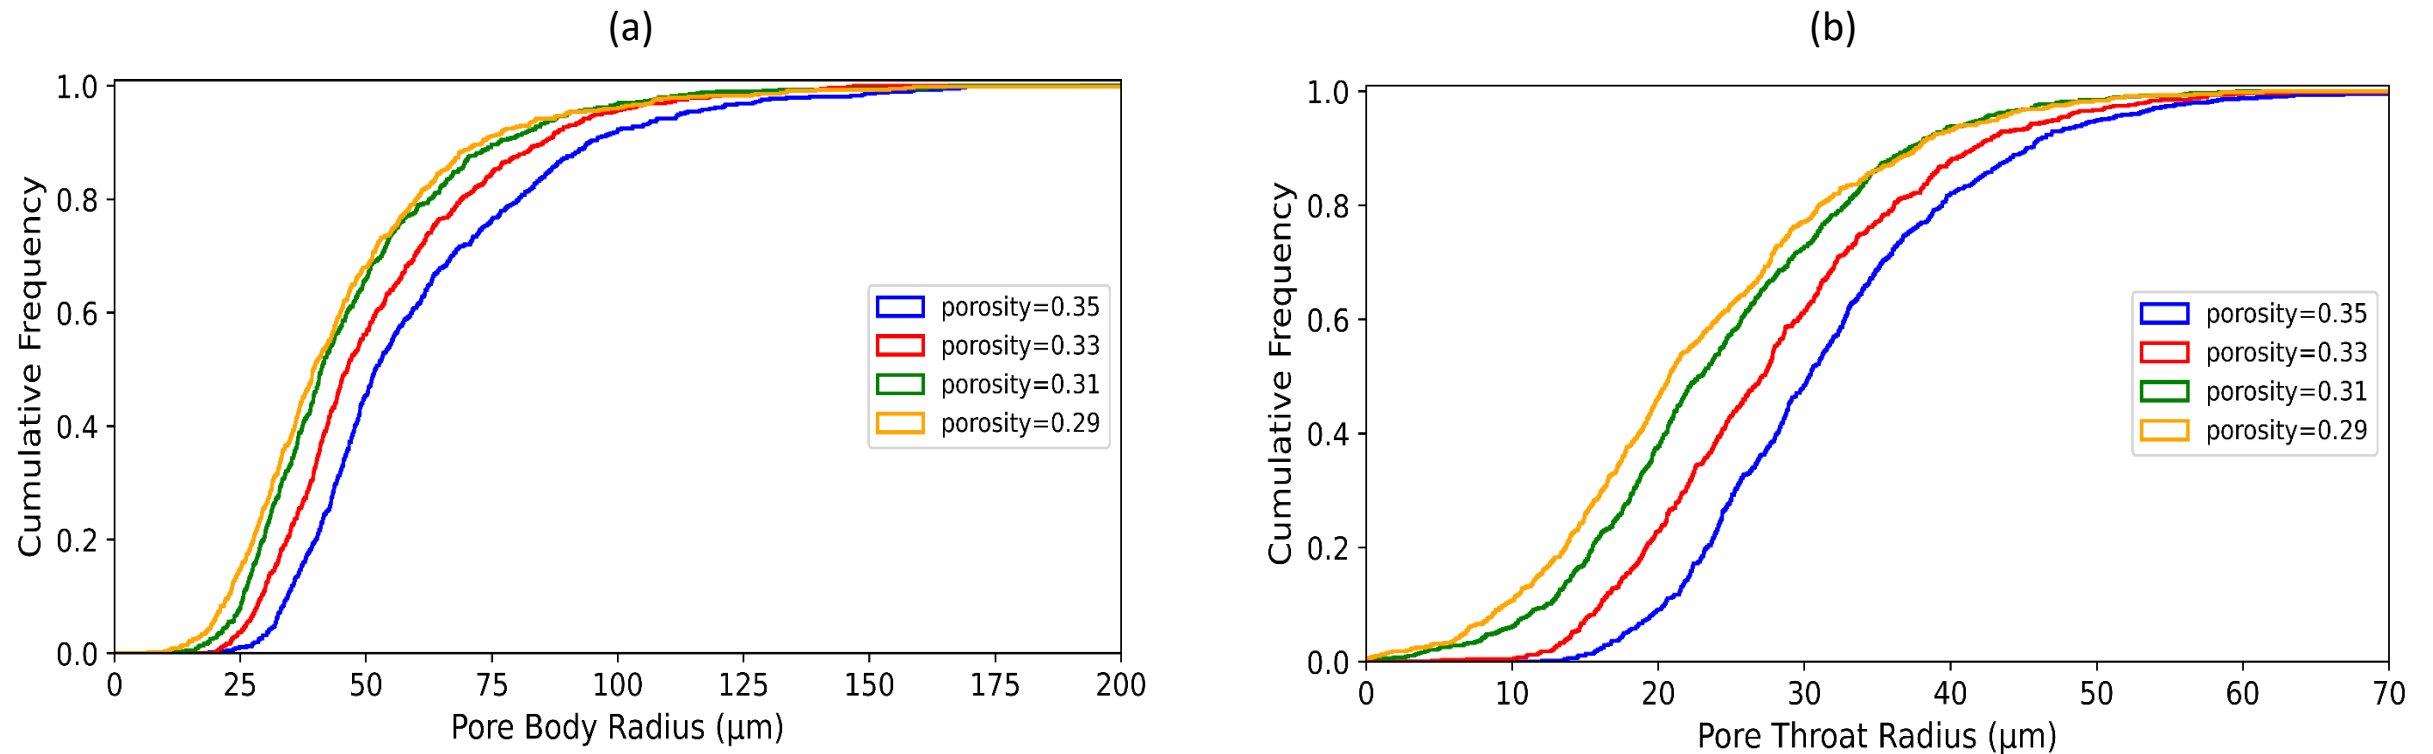 (a)
1.0
0.8
0.6
0.4
0.2
0.0
Cumulative Frequency
0 25 50 75 100 125 150 175 200
Pore Body Radius (μm)
porosity=0.35
porosity=0.33
porosity=0.31
porosity=0.29
(b)
1.0
0.8
0.6
0.4
0.2
0.0
Cumulative Frequency
0 10 20 30 40 50 60 70
Pore Throat Radius (μm)
porosity=0.35
porosity=0.33
porosity=0.31
porosity=0.29